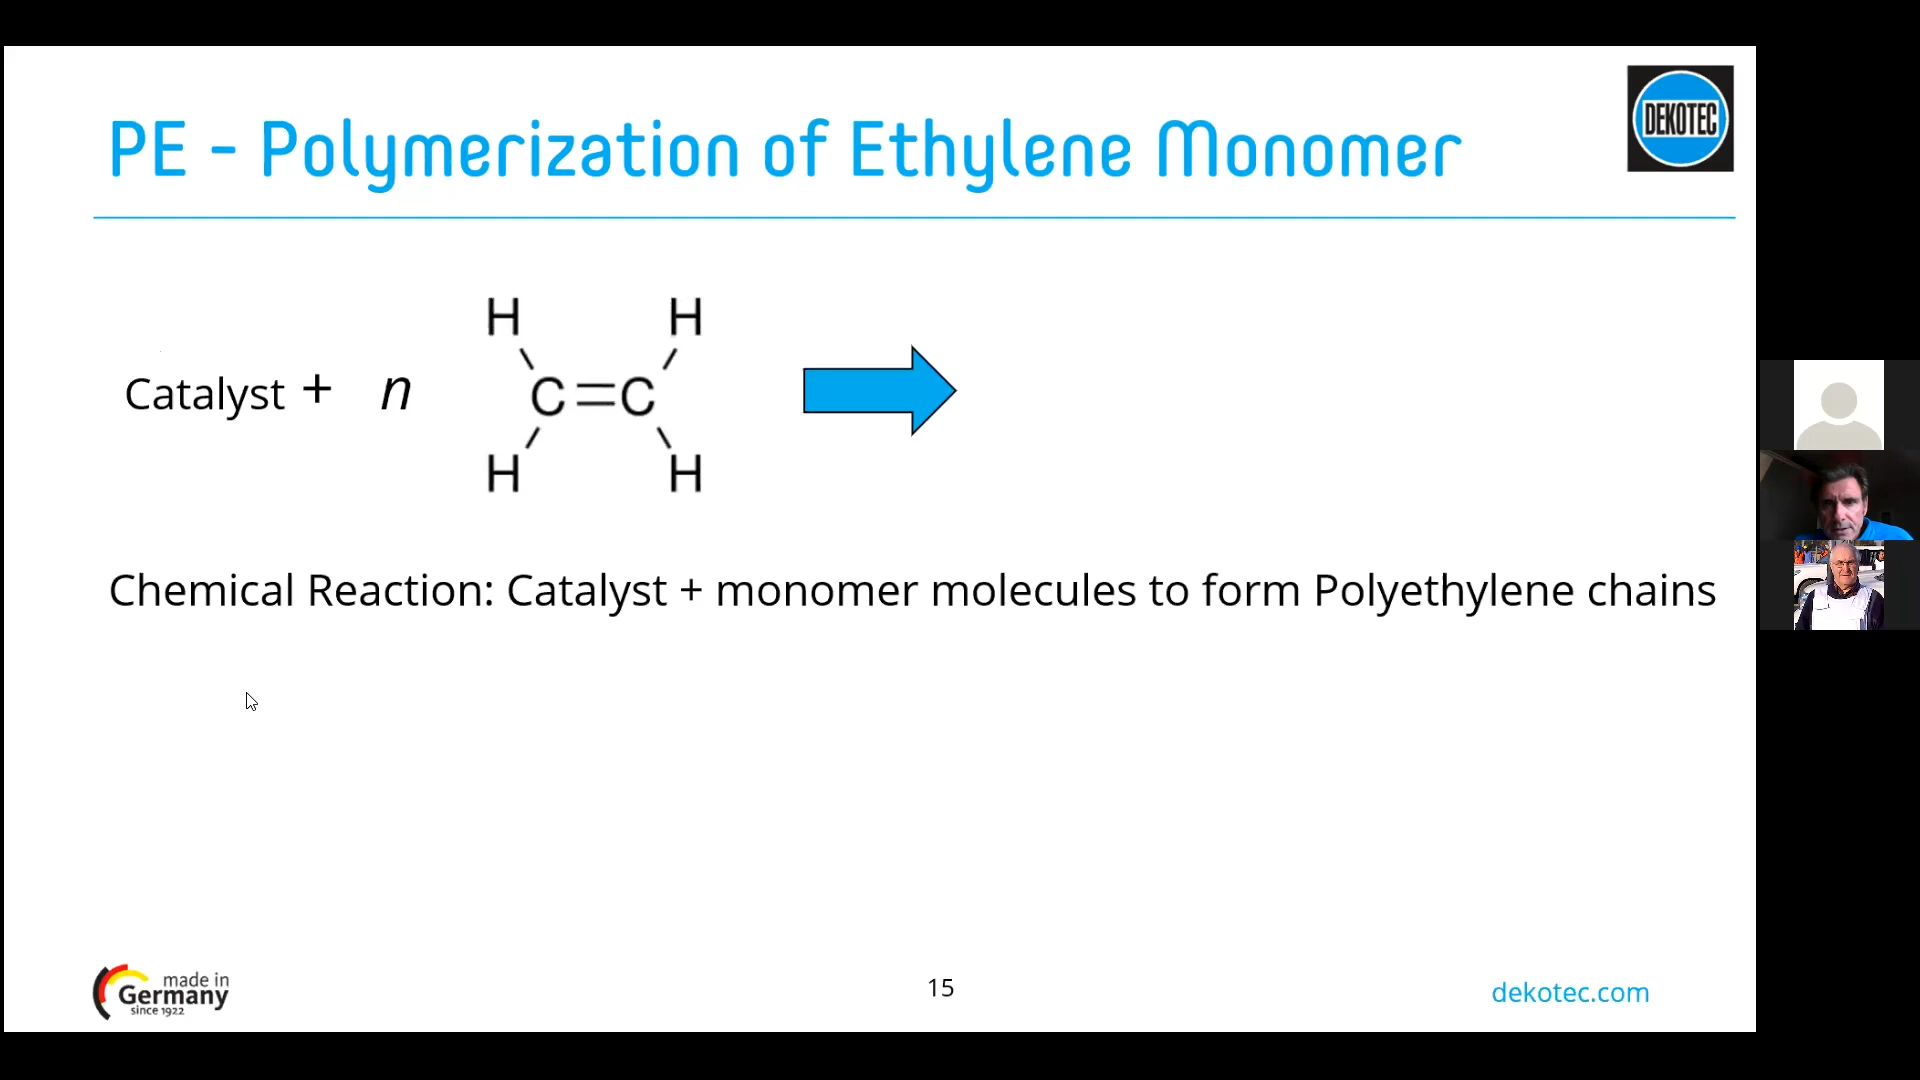 PE - Polymerization of Ethylene Monomer
DEKOTEC
H H
Catalyst + n C=C
H H
Chemical Reaction: Catalyst + monomer molecules to form Polyethylene chains
made in
Germany
since 1922
15
dekotec.com